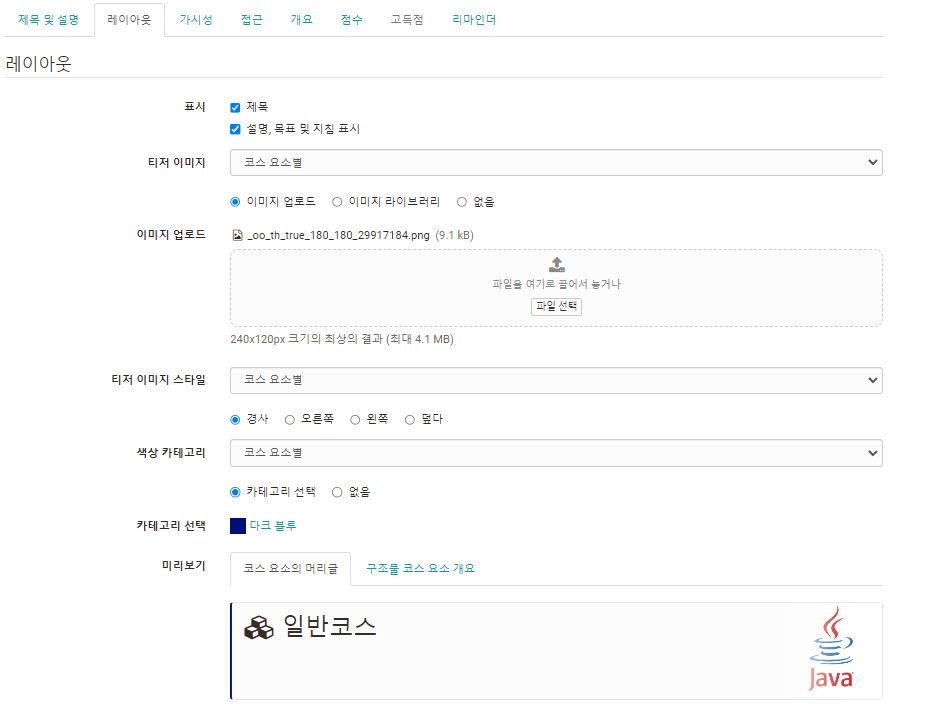 제목 및 설명 레이아웃 가시성 접근 개요 점수 고득점 리마인더
레이아웃
표시 제목
설명, 목표 및 지침 표시
티저 이미지 코스 요소별
이미지 업로드 이미지 라이브러리 없음
이미지 업로드 _oo_th_true_180_180_29917184.png (9.1 kB)
파일을 여기로 끌어서 놓거나
파일 선택
240x120px 크기의 최상의 결과 (최대 4.1 MB)
티저 이미지 스타일 코스 요소별
경사 오른쪽 왼쪽 덮다
색상 카테고리 코스 요소별
카테고리 선택 없음
카테고리 선택 다크 블루
미리보기 코스 요소의 머리글 구조물 코스 요소 개요
일반코스
Java